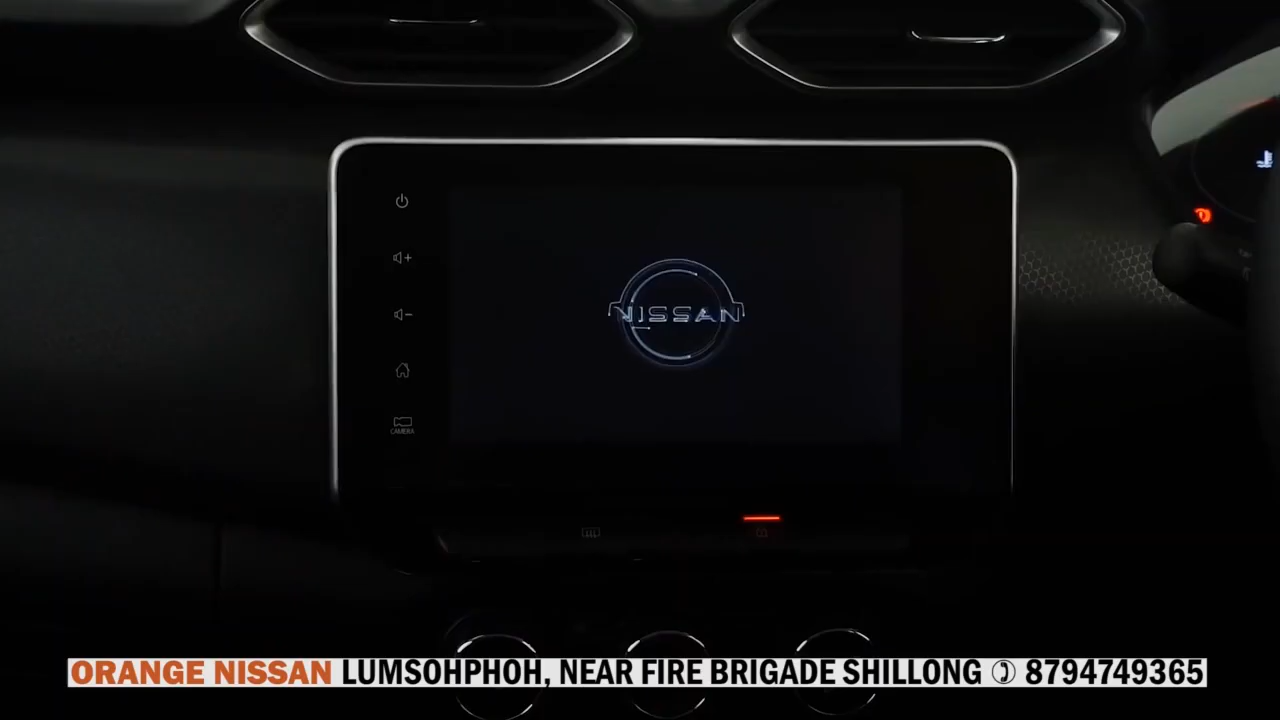 NISSAN
CAMERA
ORANGE NISSAN LUMSOHPHOH, NEAR FIRE BRIGADE SHILLONG ✆ 8794749365